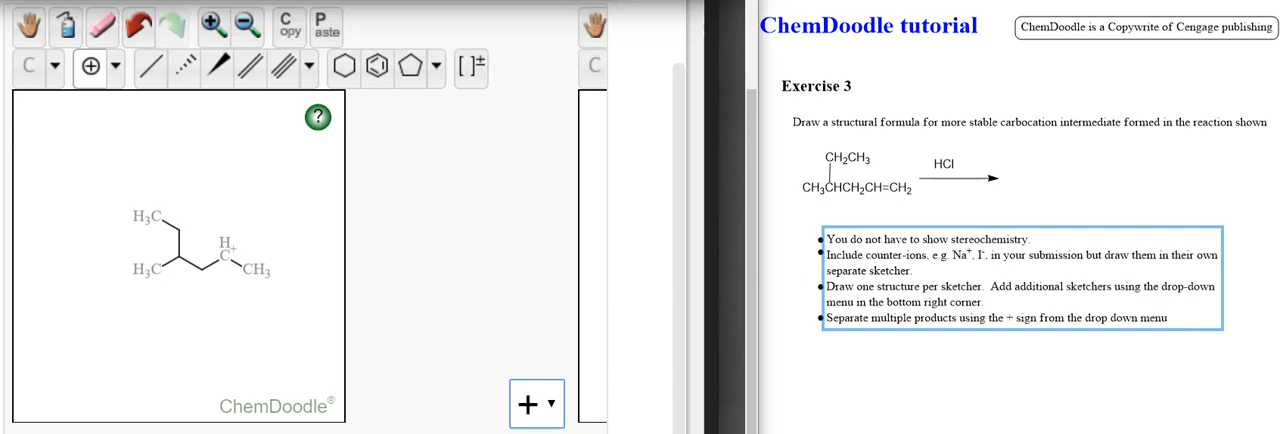 C opy P aste
C
[ ]±
?
H₃C
H +
C
H₃C
CH₃
ChemDoodle®
+
C
ChemDoodle tutorial
ChemDoodle is a Copywrite of Cengage publishing
Exercise 3
Draw a structural formula for more stable carbocation intermediate formed in the reaction shown
CH₂CH₃
HCl
CH₃CHCH₂CH=CH₂
• You do not have to show stereochemistry.
• Include counter-ions, e.g. Na⁺, I⁻, in your submission but draw them in their own
separate sketcher.
• Draw one structure per sketcher. Add additional sketchers using the drop-down
menu in the bottom right corner.
• Separate multiple products using the + sign from the drop down menu